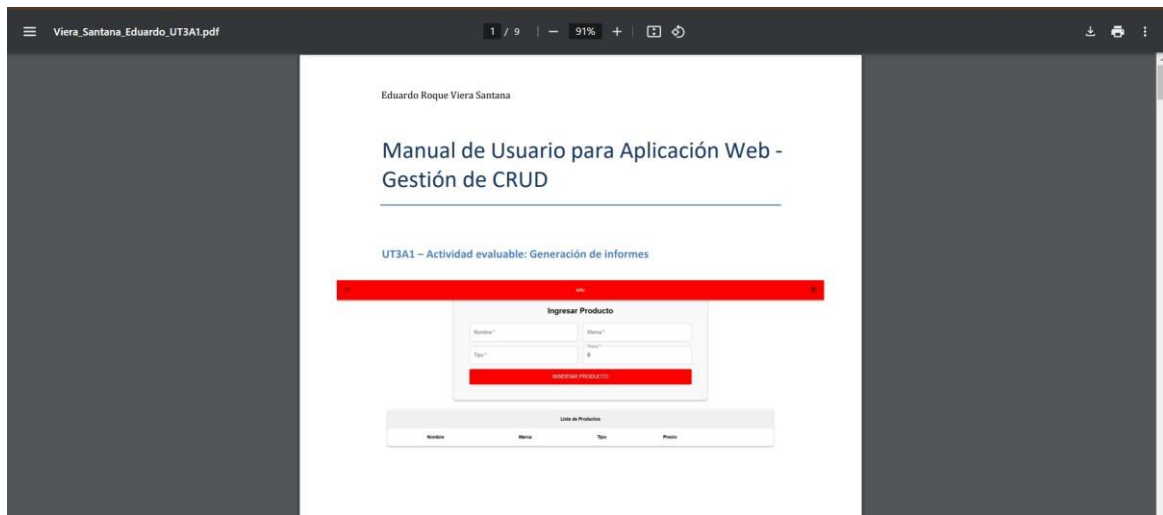 Viera_Santana_Eduardo_UT3A1.pdf
1 / 9
91%
Eduardo Roque Viera Santana
Manual de Usuario para Aplicación Web -
Gestión de CRUD
UT3A1 – Actividad evaluable: Generación de informes
Ingresar Producto
Nombre *
Marca *
Tipo *
Precio *
0
INSERTAR PRODUCTO
Lista de Productos
Nombre Marca Tipo Precio